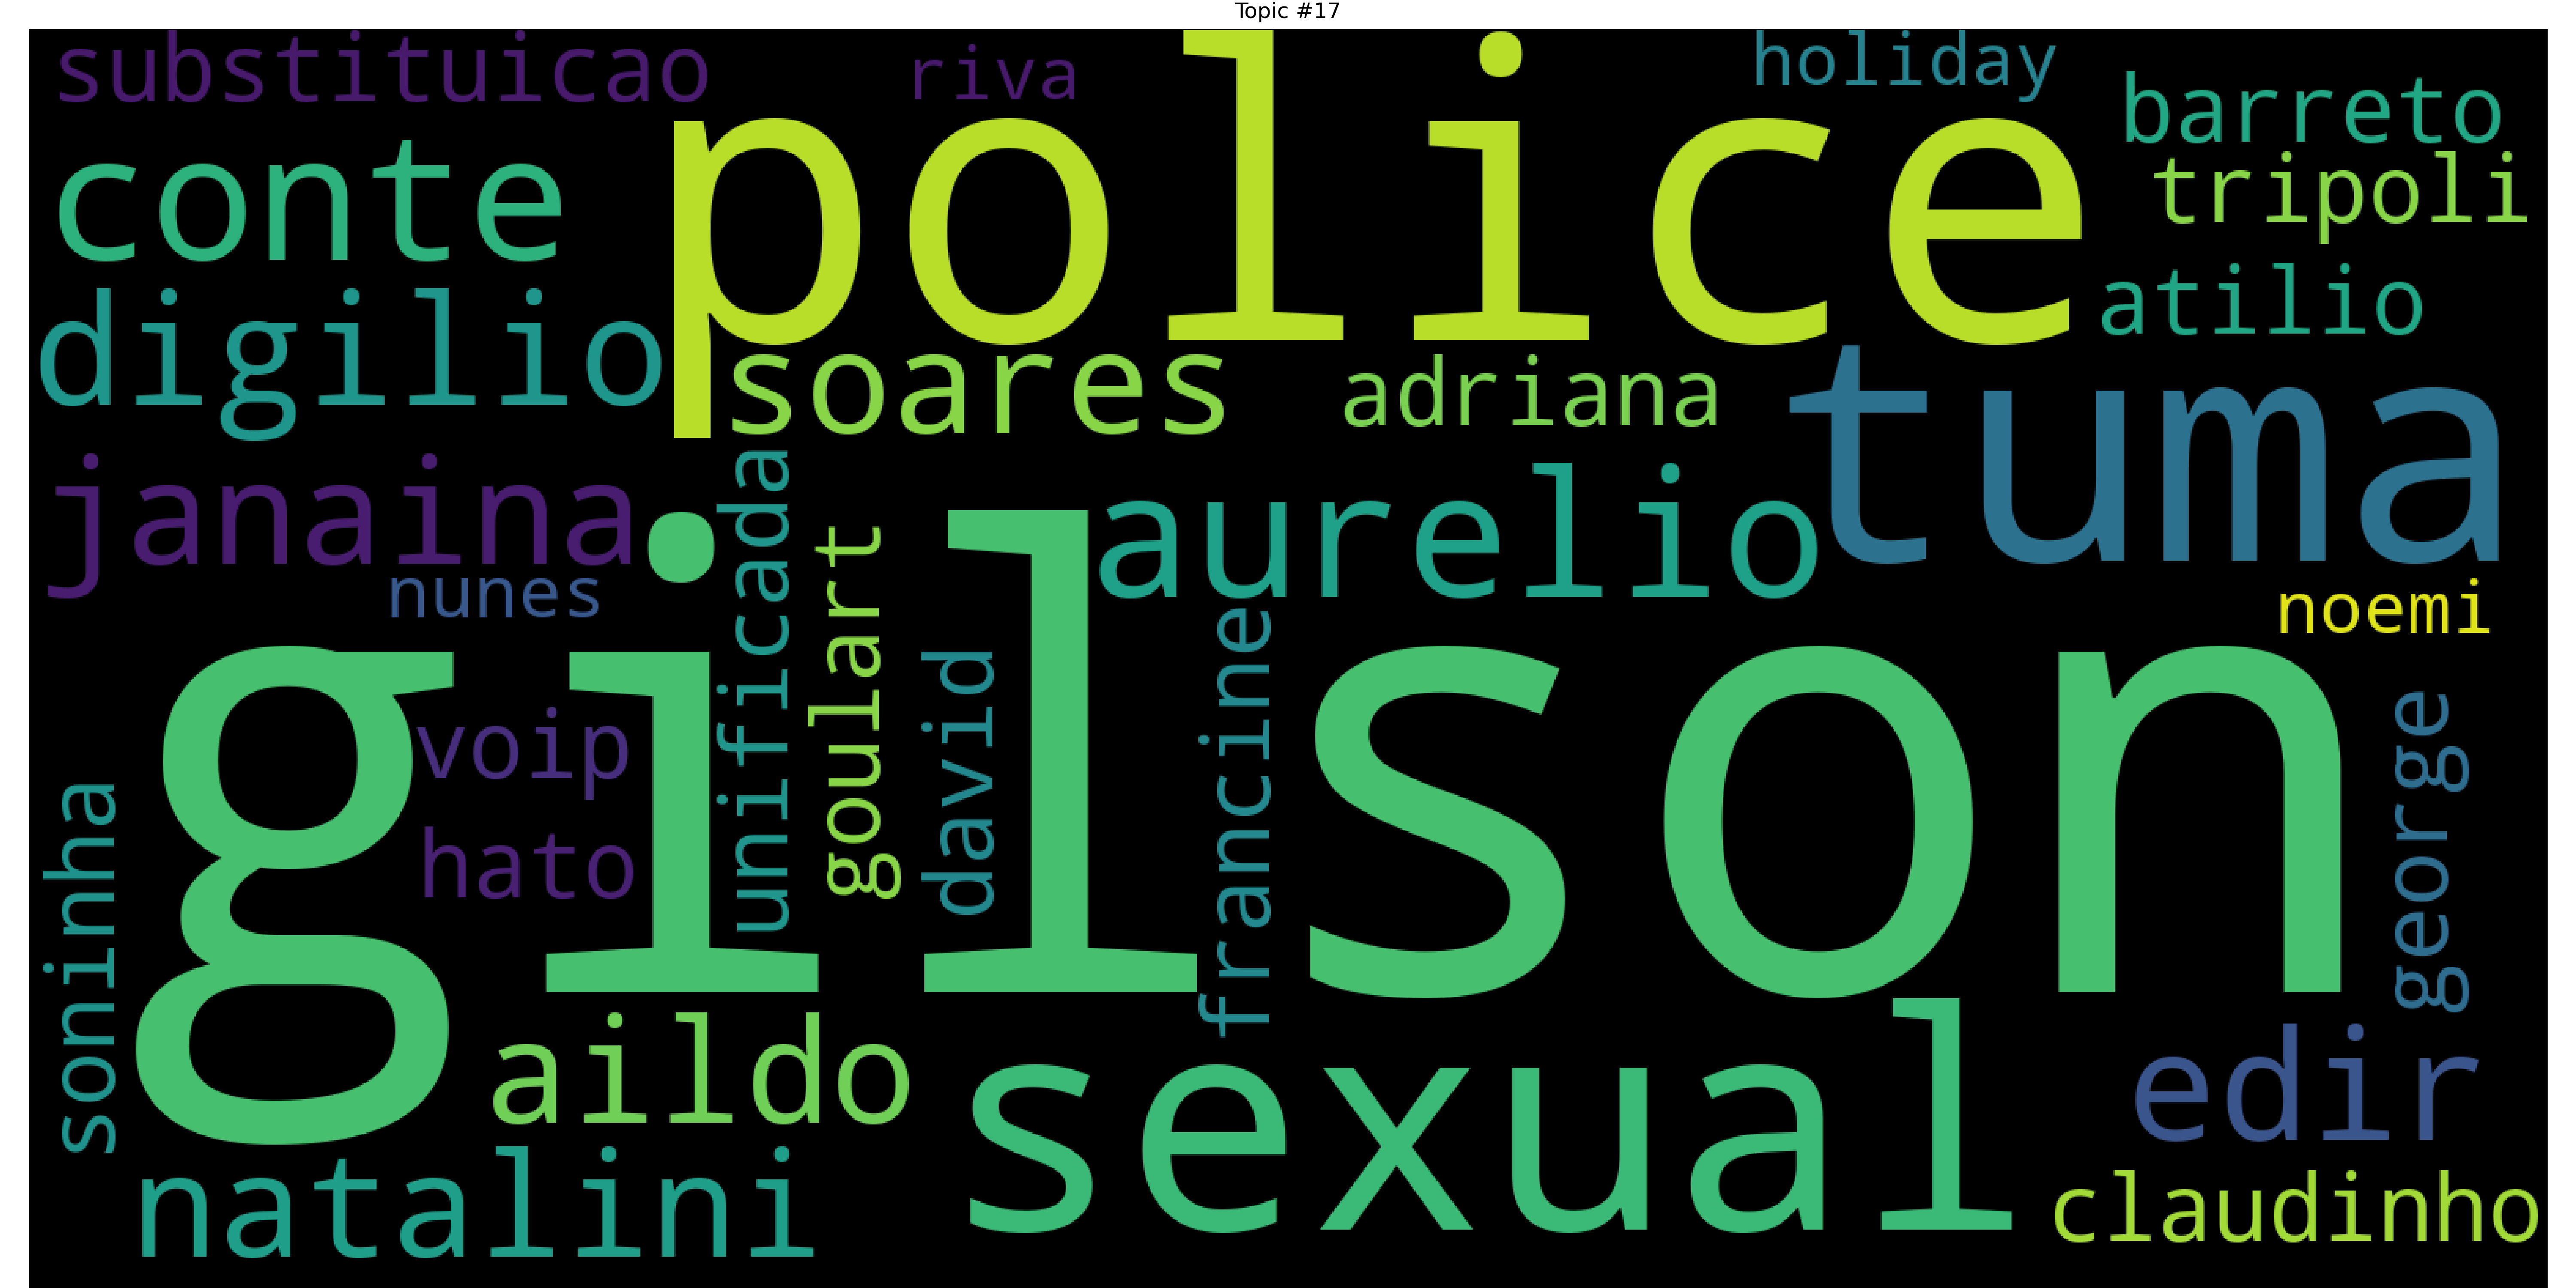 Topic #17
substituicao
riva
holiday
police
barreto
conte
tripoli
digilio
atilio
soares
adriana
tuma
janaina
aurelio
unificada
goulart
nunes
noemi
gilson
david
francine
voip
hato
george
soninha
aildo
sexual
edir
natalini
claudinho